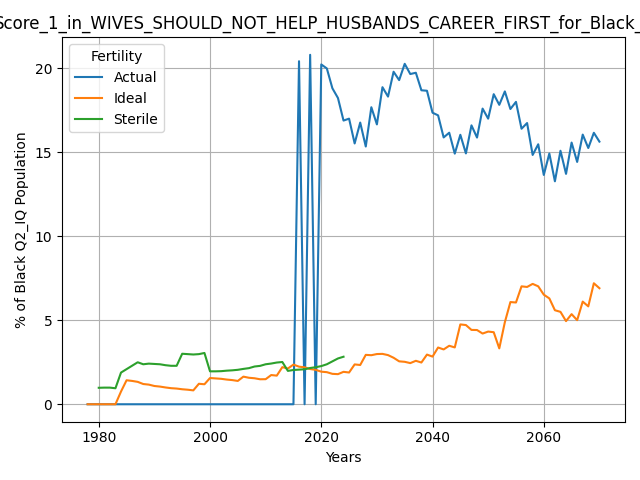 Score_1_in_WIVES_SHOULD_NOT_HELP_HUSBANDS_CAREER_FIRST_for_Black_
Fertility
Actual
Ideal
Sterile
% of Black Q2_IQ Population
20
15
10
5
0
1980
2000
2020
2040
2060
Years